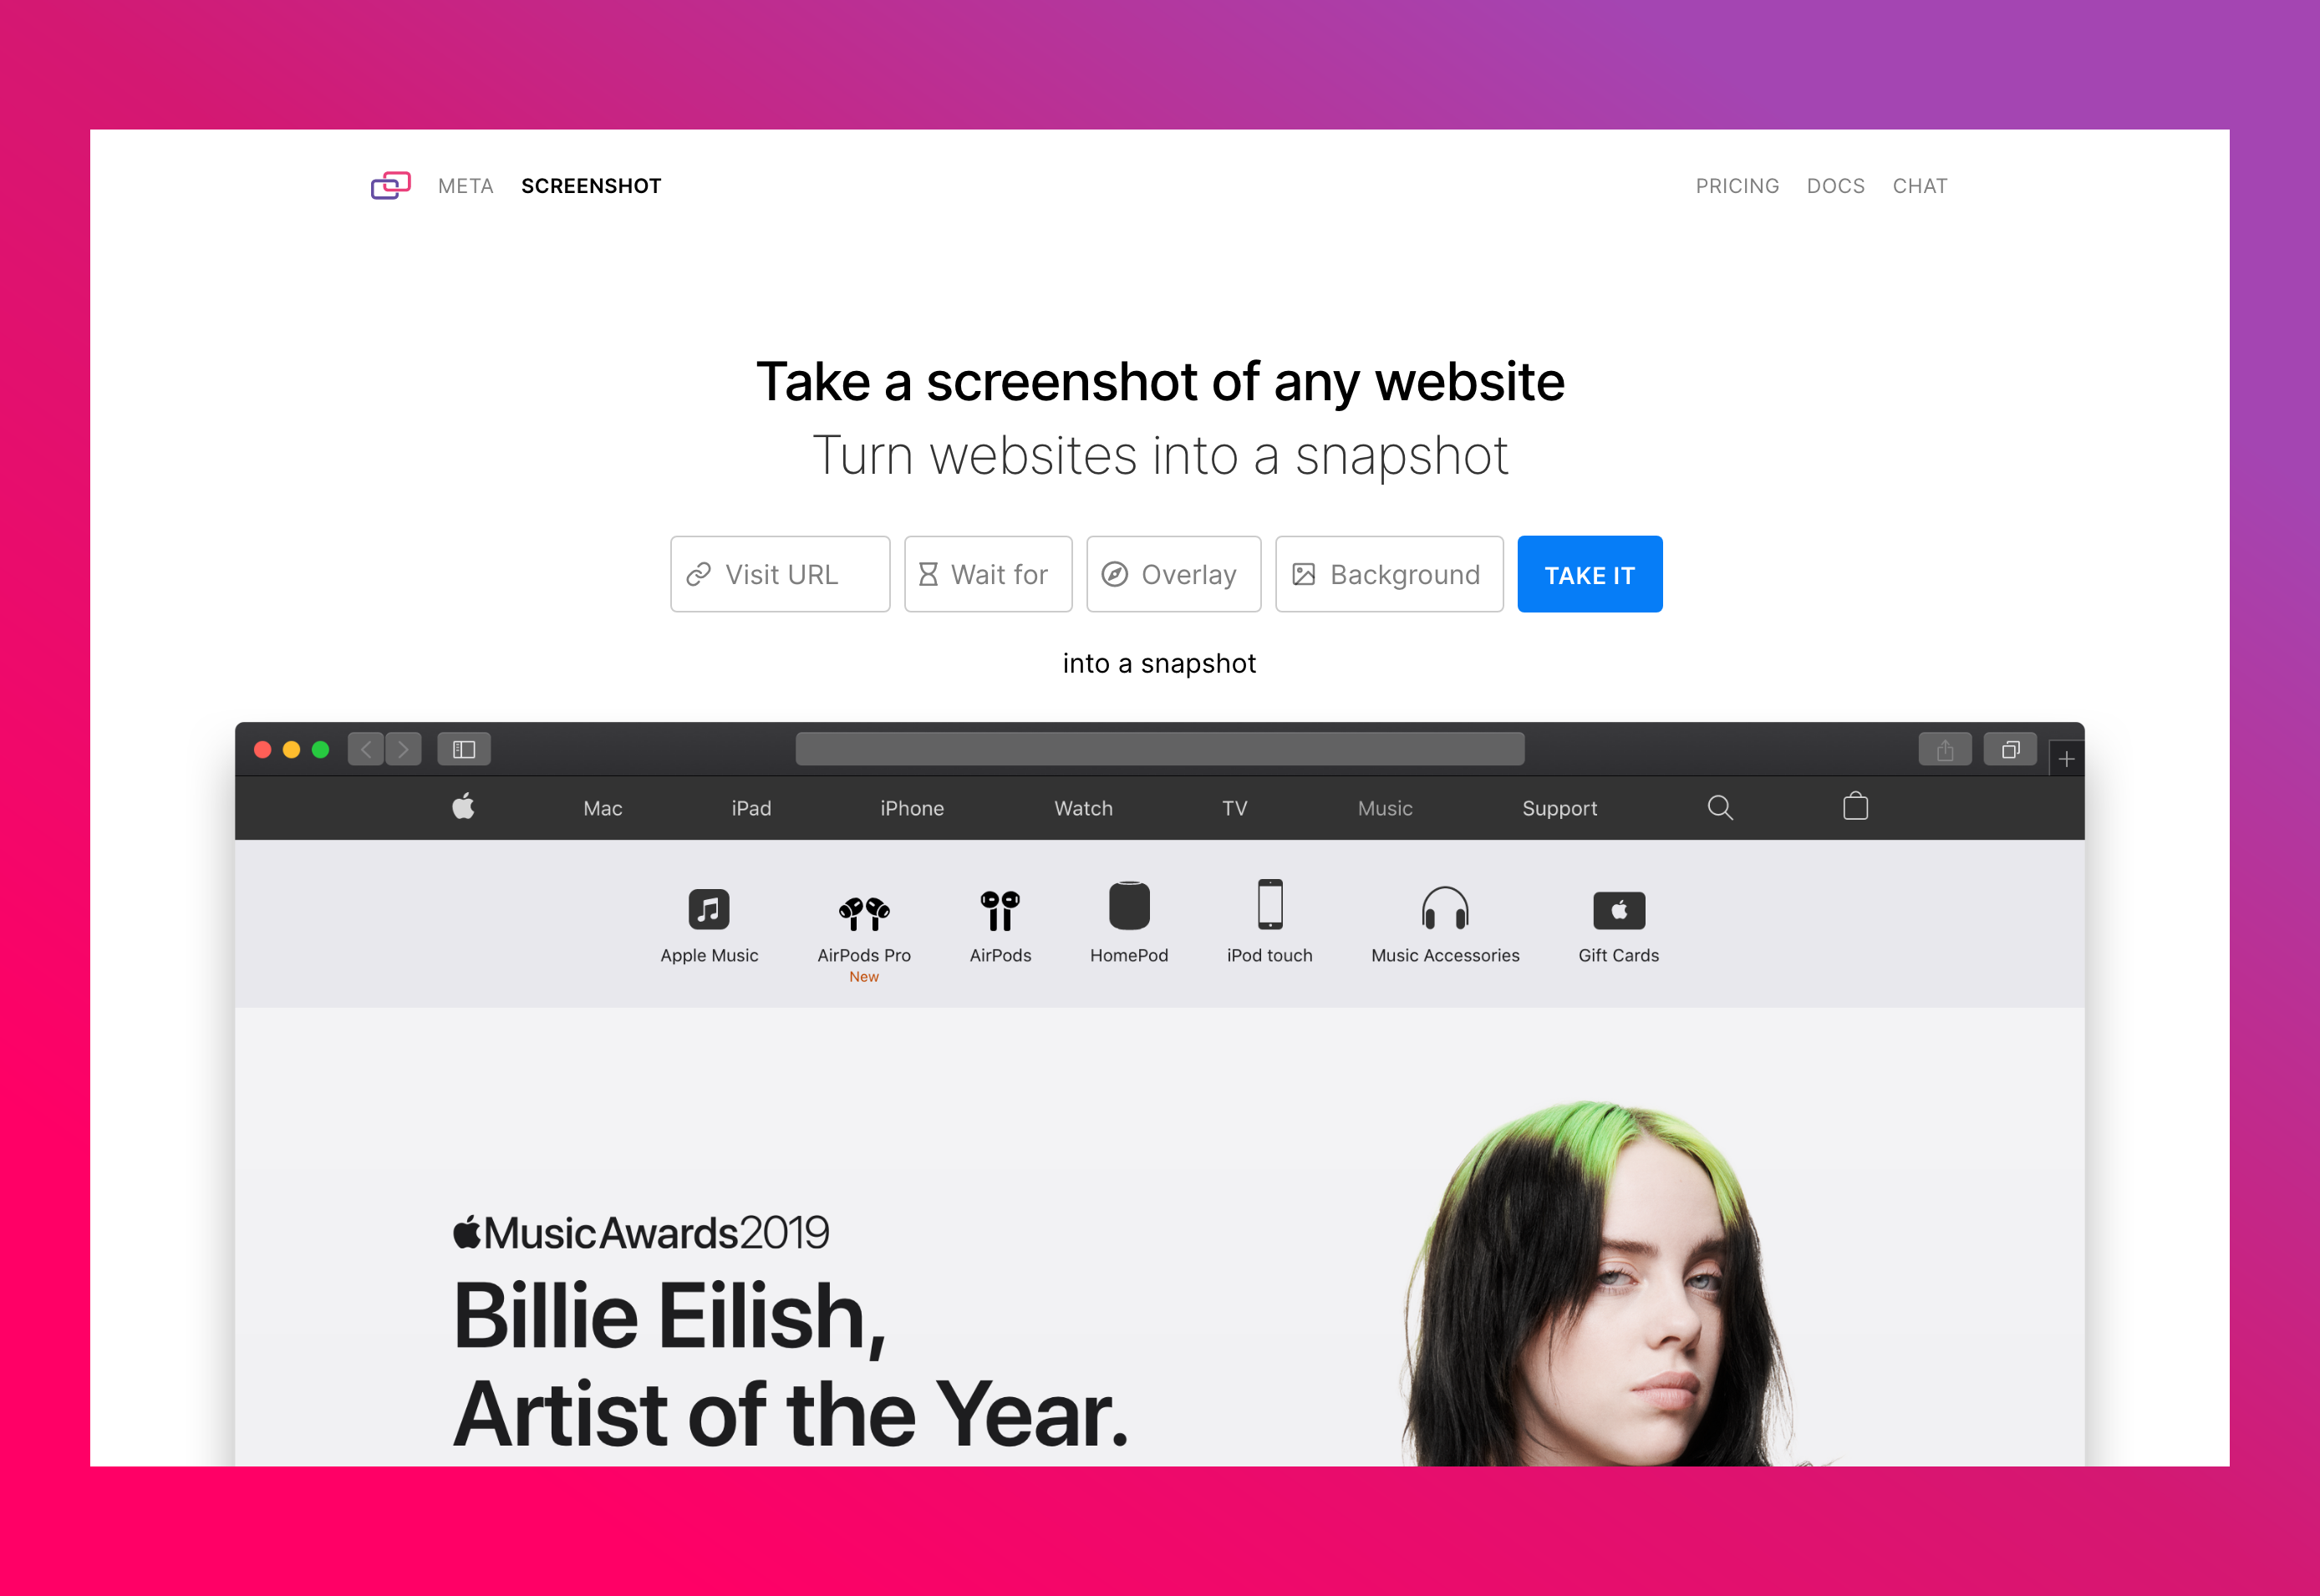 META SCREENSHOT PRICING DOCS CHAT
Take a screenshot of any website
Turn websites into a snapshot
Visit URL Wait for Overlay Background TAKE IT
into a snapshot
Mac iPad iPhone Watch TV Music Support
Apple Music AirPods Pro AirPods HomePod iPod touch Music Accessories Gift Cards
New
MusicAwards2019
Billie Eilish,
Artist of the Year.